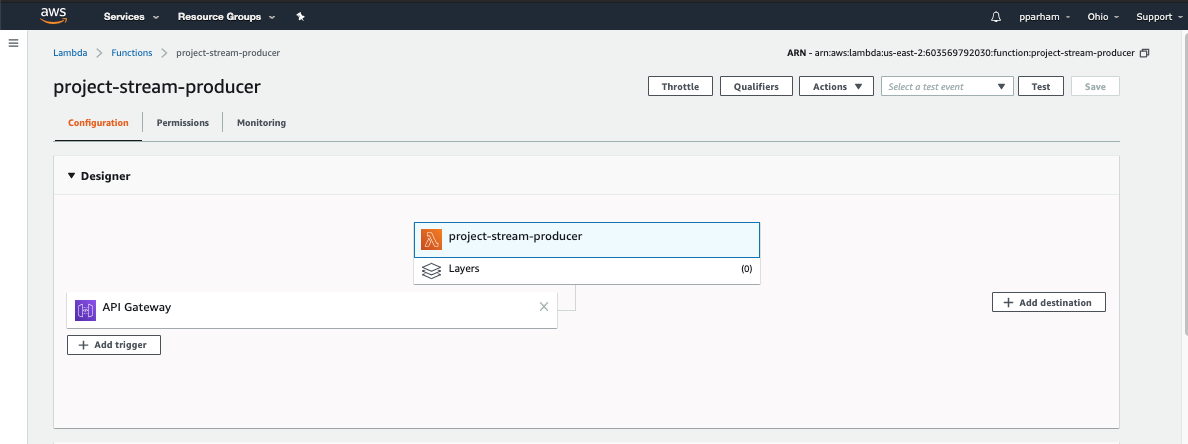 aws Services Resource Groups pparham Ohio Support
Lambda > Functions > project-stream-producer ARN - arn:aws:lambda:us-east-2:603569792030:function:project-stream-producer
project-stream-producer Throttle Qualifiers Actions Select a test event Test Save
Configuration Permissions Monitoring
Designer
project-stream-producer
Layers (0)
API Gateway
+ Add destination
+ Add trigger